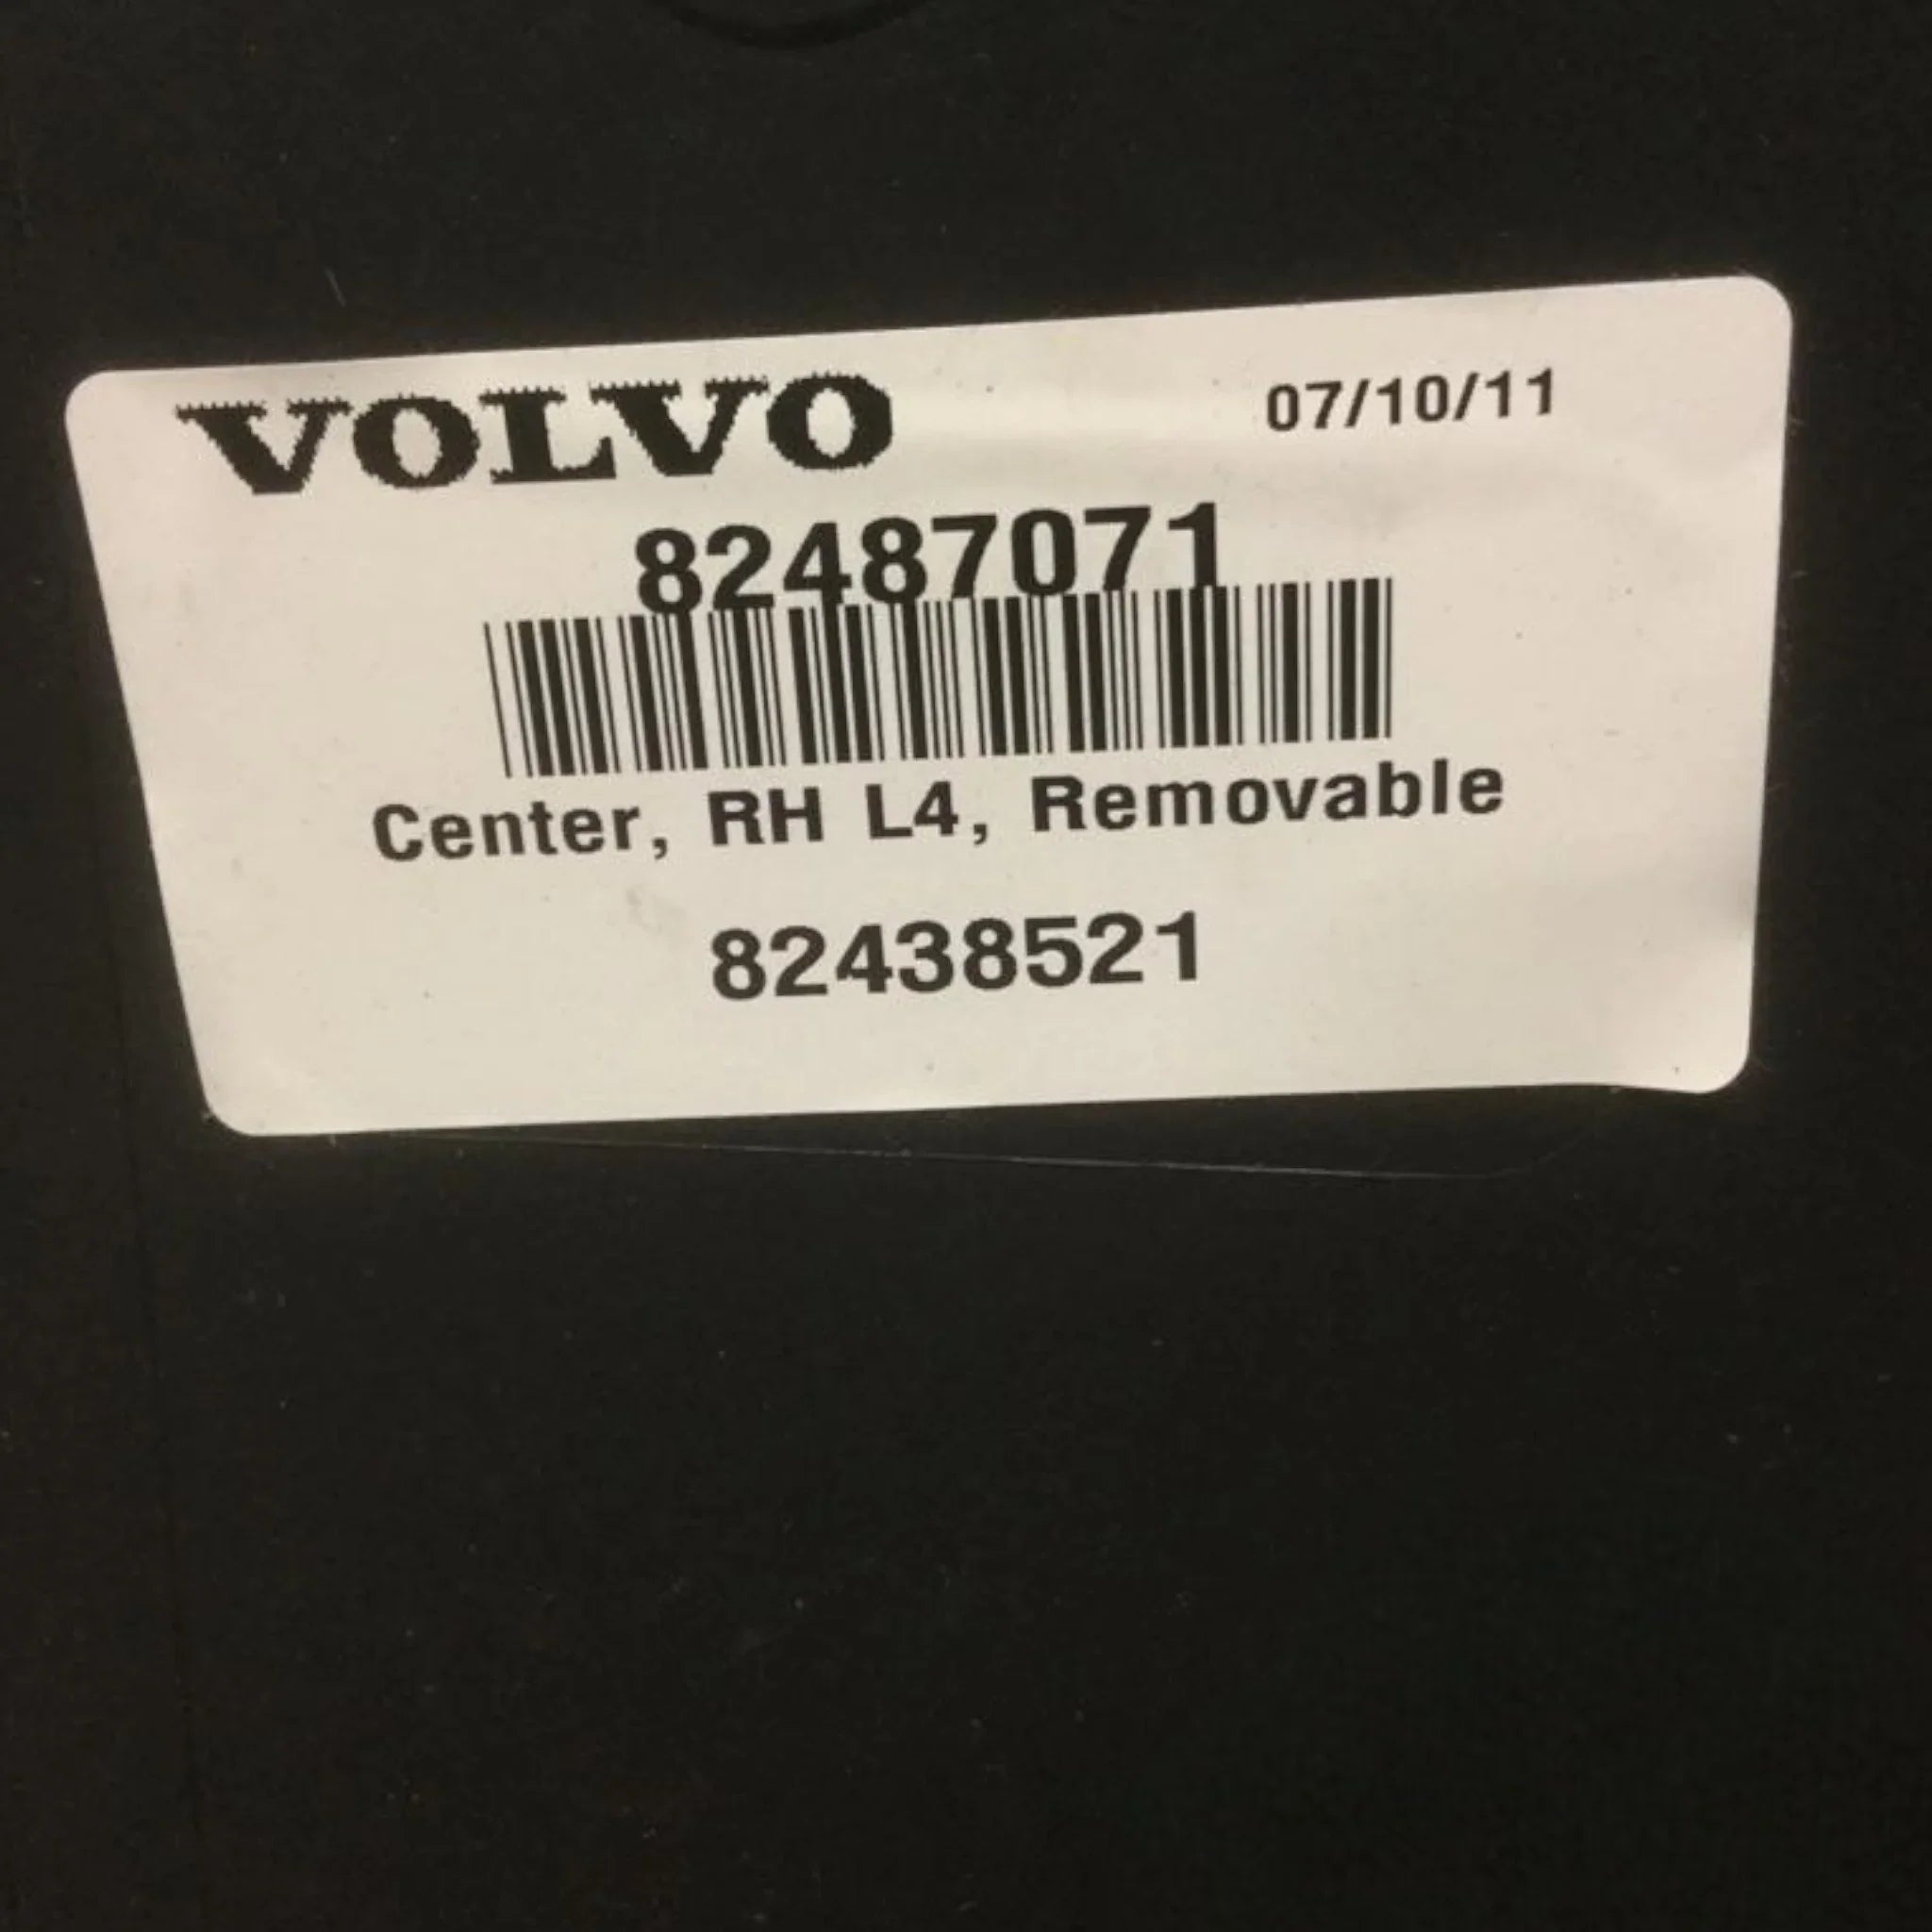 VOLVO 07/10/11
82487071
Center, RH L4, Removable
82438521